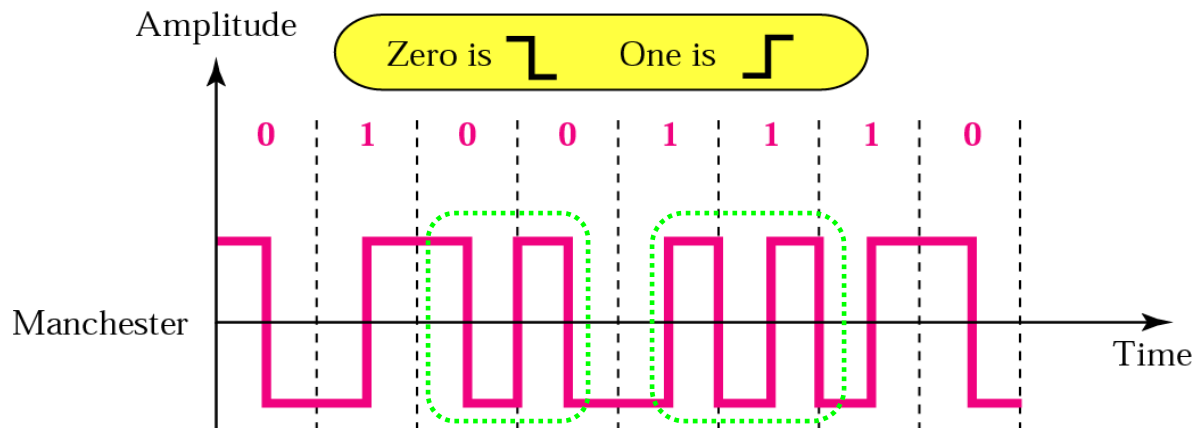 Amplitude
Zero is One is
0 1 0 0 1 1 1 0
Manchester
Time